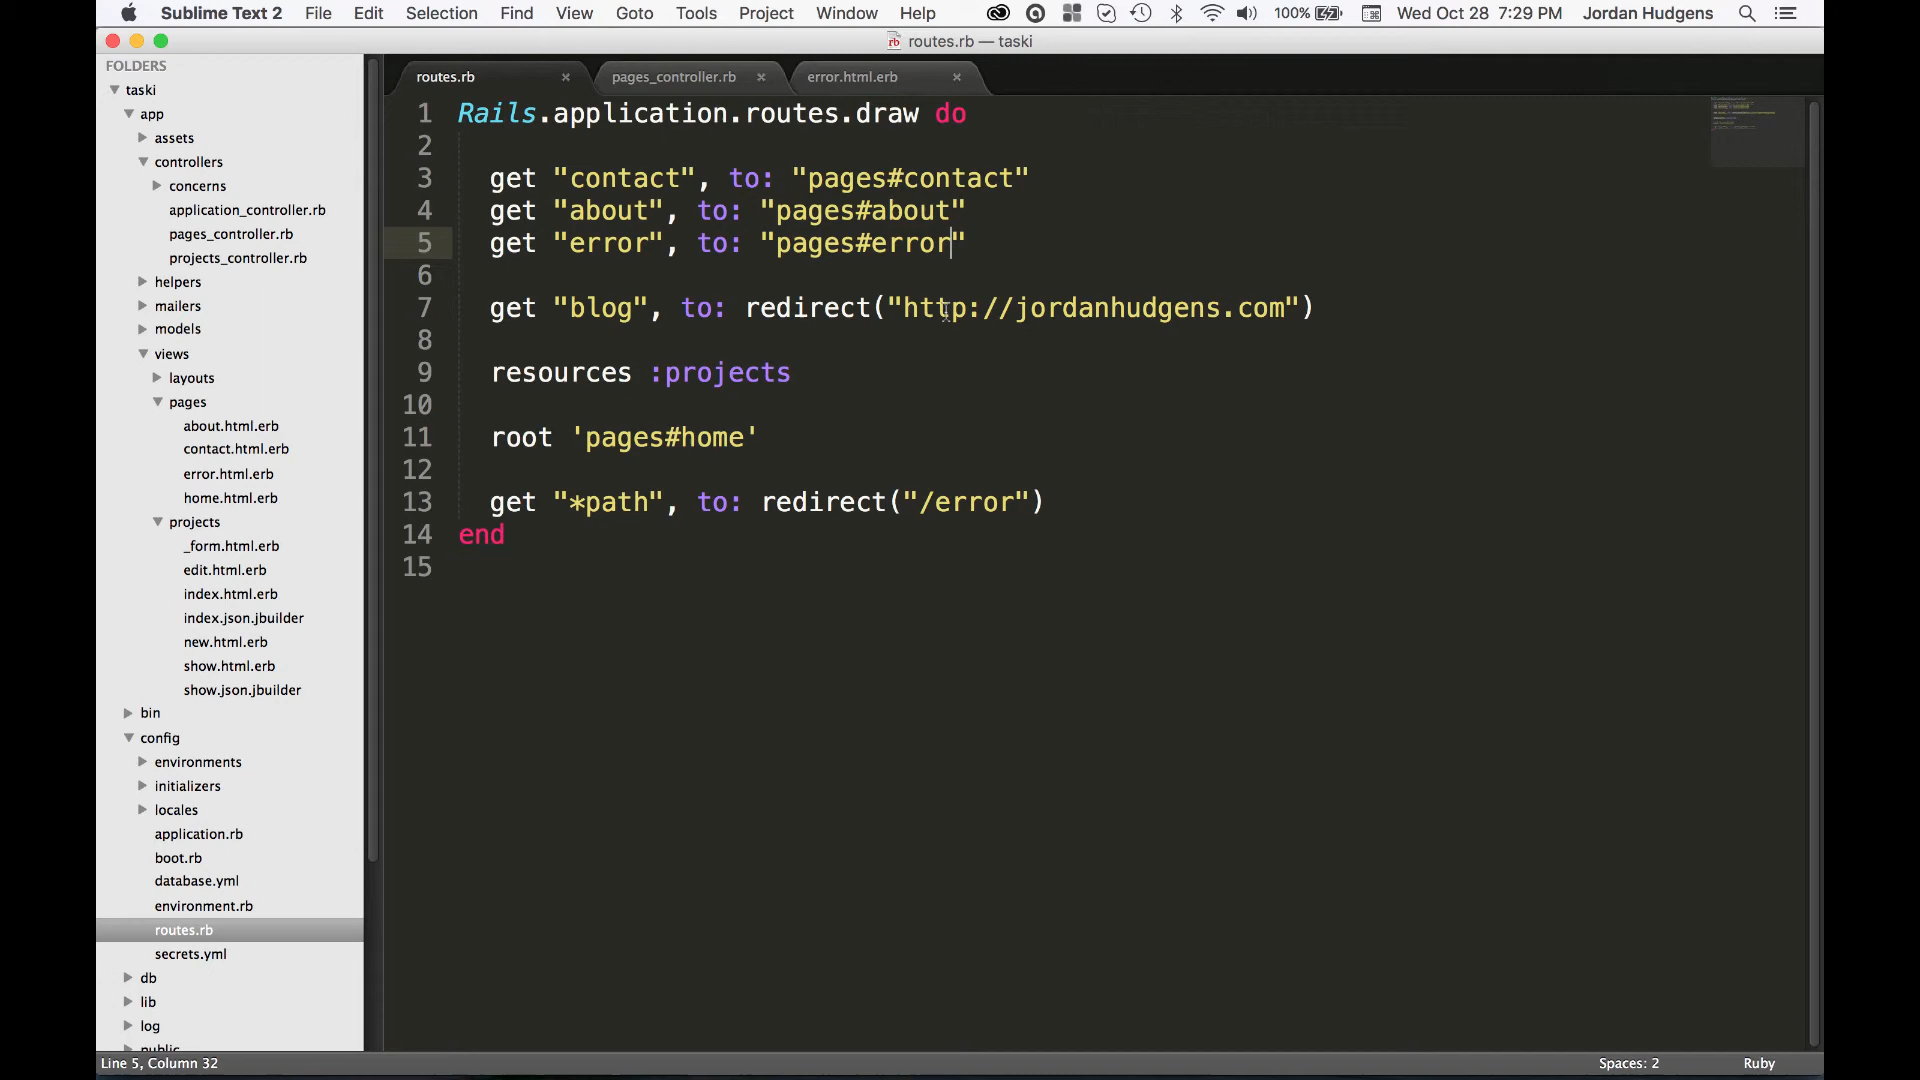 Sublime Text 2 File Edit Selection Find View Goto Tools Project Window Help 100% Wed Oct 28 7:29 PM Jordan Hudgens
routes.rb — taski
FOLDERS
taski
app
assets
controllers
concerns
application_controller.rb
pages_controller.rb
projects_controller.rb
helpers
mailers
models
views
layouts
pages
about.html.erb
contact.html.erb
error.html.erb
home.html.erb
projects
_form.html.erb
edit.html.erb
index.html.erb
index.json.jbuilder
new.html.erb
show.html.erb
show.json.jbuilder
bin
config
environments
initializers
locales
application.rb
boot.rb
database.yml
environment.rb
routes.rb
secrets.yml
db
lib
log
public
routes.rb × pages_controller.rb × error.html.erb ×
1 Rails.application.routes.draw do
2
3 get "contact", to: "pages#contact"
4 get "about", to: "pages#about"
5 get "error", to: "pages#error"
6
7 get "blog", to: redirect("http://jordanhudgens.com")
8
9 resources :projects
10
11 root 'pages#home'
12
13 get "*path", to: redirect("/error")
14 end
15
Line 5, Column 32 Spaces: 2 Ruby